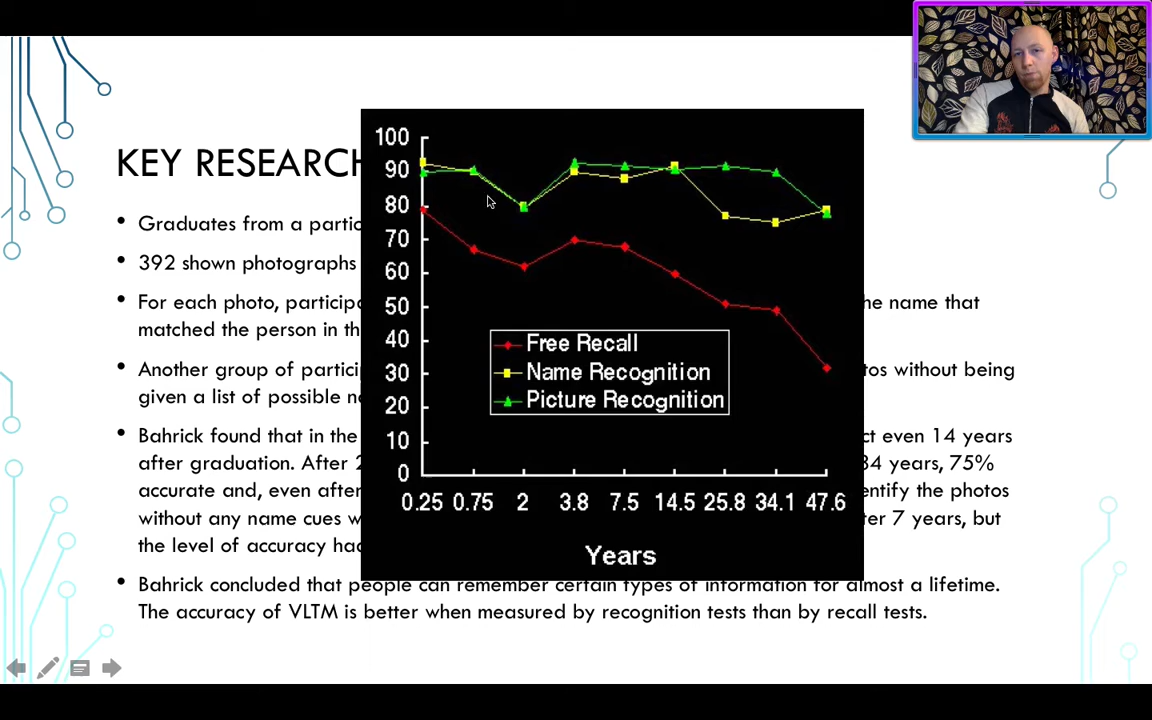 KEY RESEARCH
• Graduates from a partic
• 392 shown photographs
• For each photo, particip he name that
matched the person in th
• Another group of partici tos without being
given a list of possible n
• Bahrick found that in the ct even 14 years
after graduation. After 2 34 years, 75%
accurate and, even after entify the photos
without any name cues w ter 7 years, but
the level of accuracy had
• Bahrick concluded that people can remember certain types of information for almost a lifetime.
The accuracy of VLTM is better when measured by recognition tests than by recall tests.
100
90
80
70
60
50
40
30
20
10
0
Free Recall
Name Recognition
Picture Recognition
0.25 0.75 2 3.8 7.5 14.5 25.8 34.1 47.6
Years